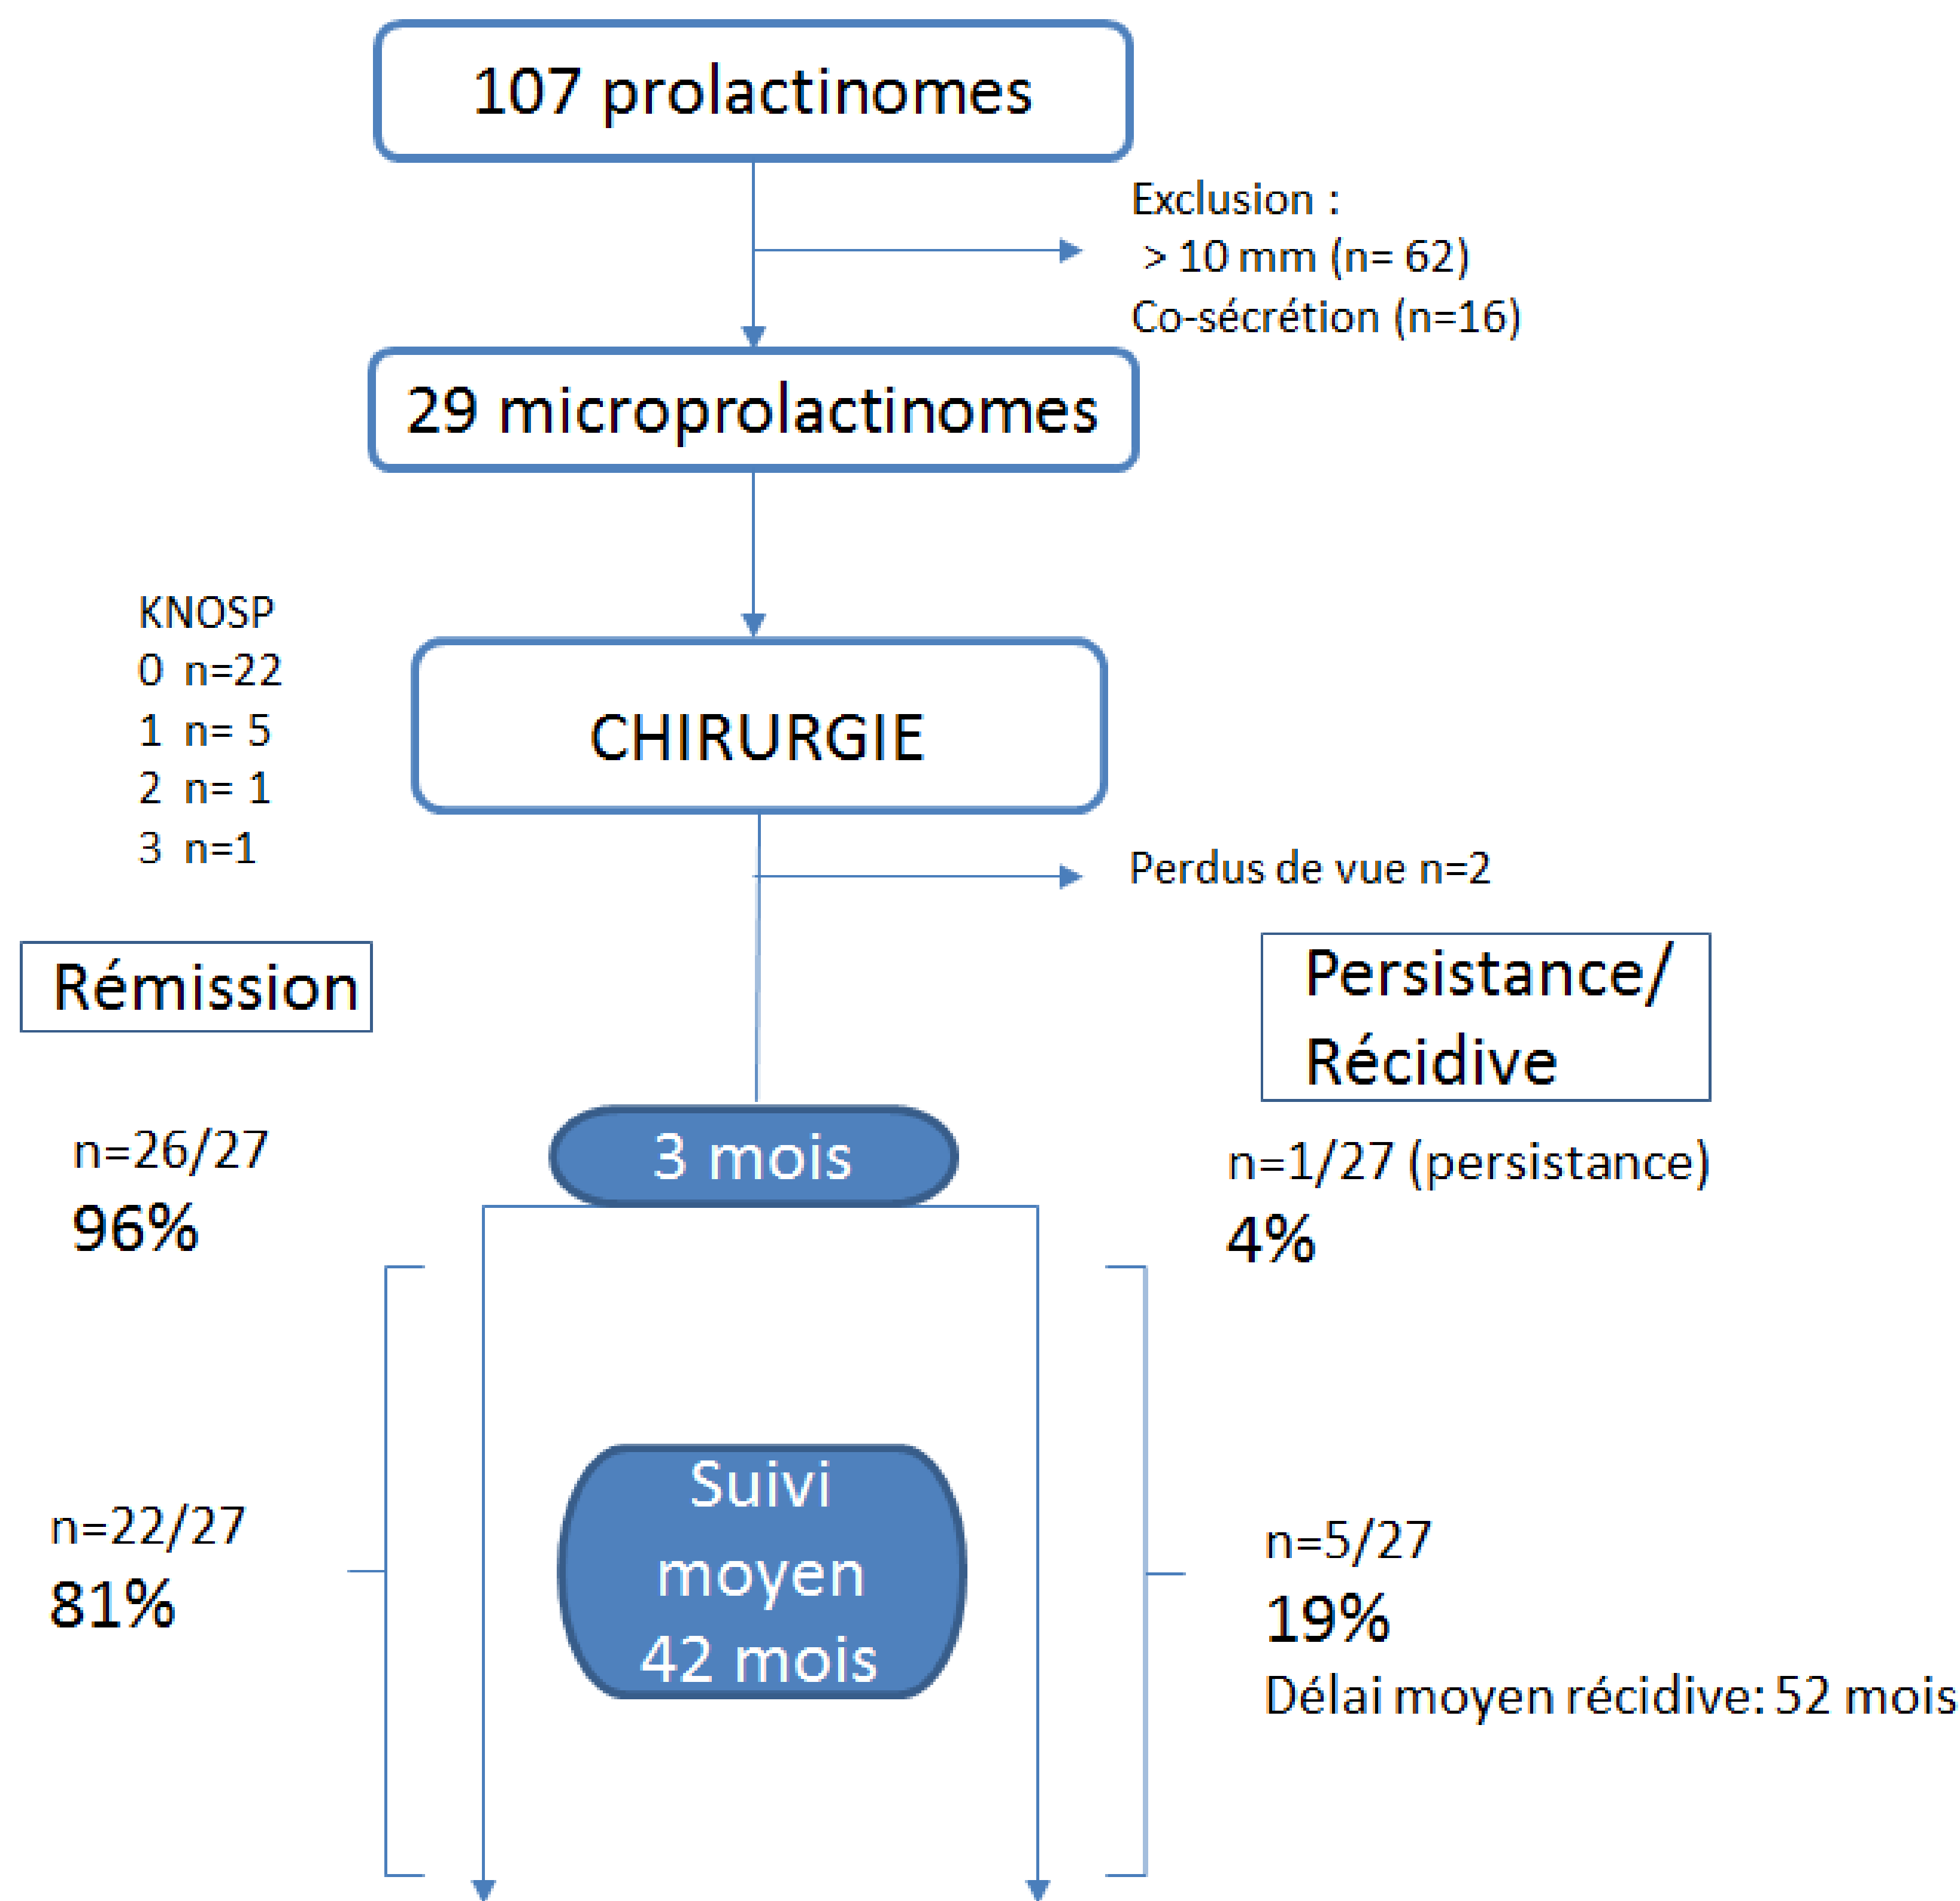 107 prolactinomes
Exclusion :
> 10 mm (n= 62)
Co-sécrétion (n=16)
29 microprolactinomes
KNOSP
0 n=22
1 n= 5
2 n= 1
3 n=1
CHIRURGIE
Perdus de vue n=2
Rémission
Persistance/
Récidive
n=26/27
96%
3 mois
n=1/27 (persistance)
4%
n=22/27
81%
Suivi
moyen
42 mois
n=5/27
19%
Délai moyen récidive: 52 mois